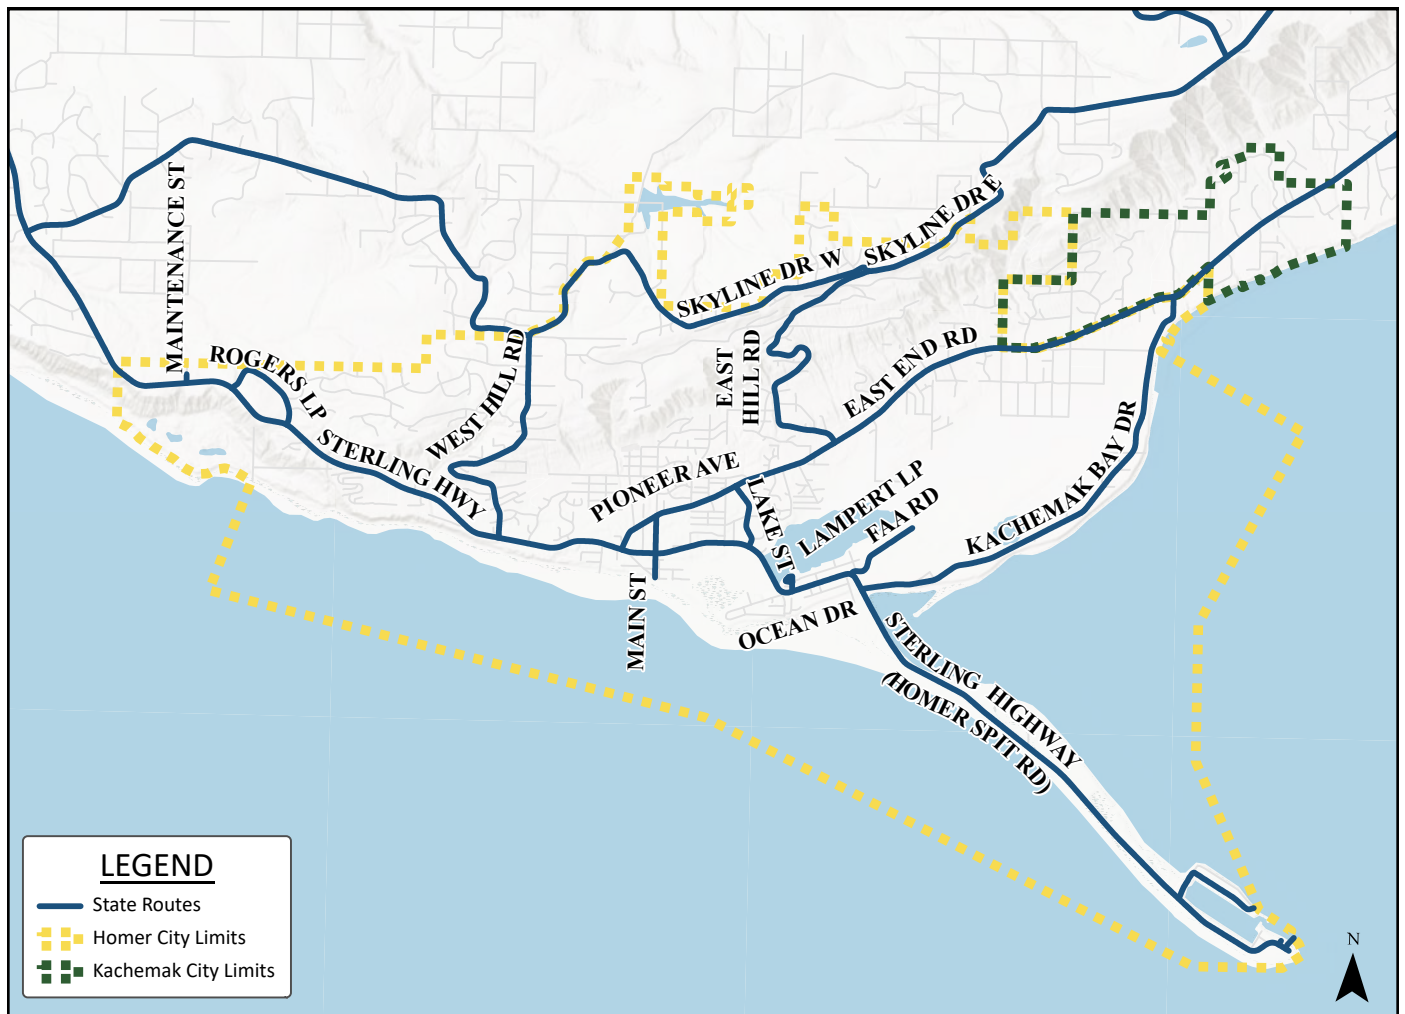 MAINTENANCE ST
ROGERS LP
STERLING HWY
WEST HILL RD
SKYLINE DR W
SKYLINE DR E
EAST
HILL RD
EAST END RD
PIONEER AVE
LAKE ST
LAMPERT LP
FAA RD
KACHEMAK BAY DR
MAIN ST
OCEAN DR
STERLING HIGHWAY
(HOMER SPIT RD)
LEGEND
State Routes
Homer City Limits
Kachemak City Limits
N